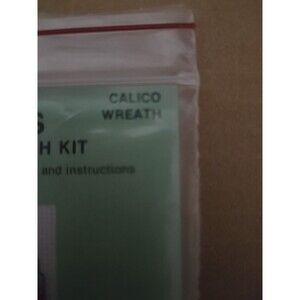 CALICO
WREATH
S
H KIT
and instructions